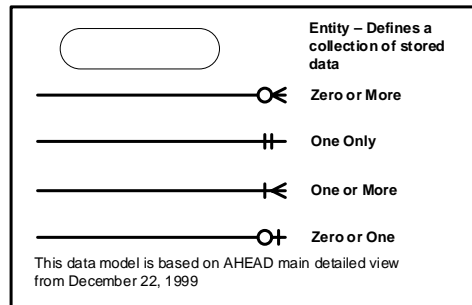 Entity – Defines a
collection of stored
data
Zero or More
One Only
One or More
Zero or One
This data model is based on AHEAD main detailed view
from December 22, 1999